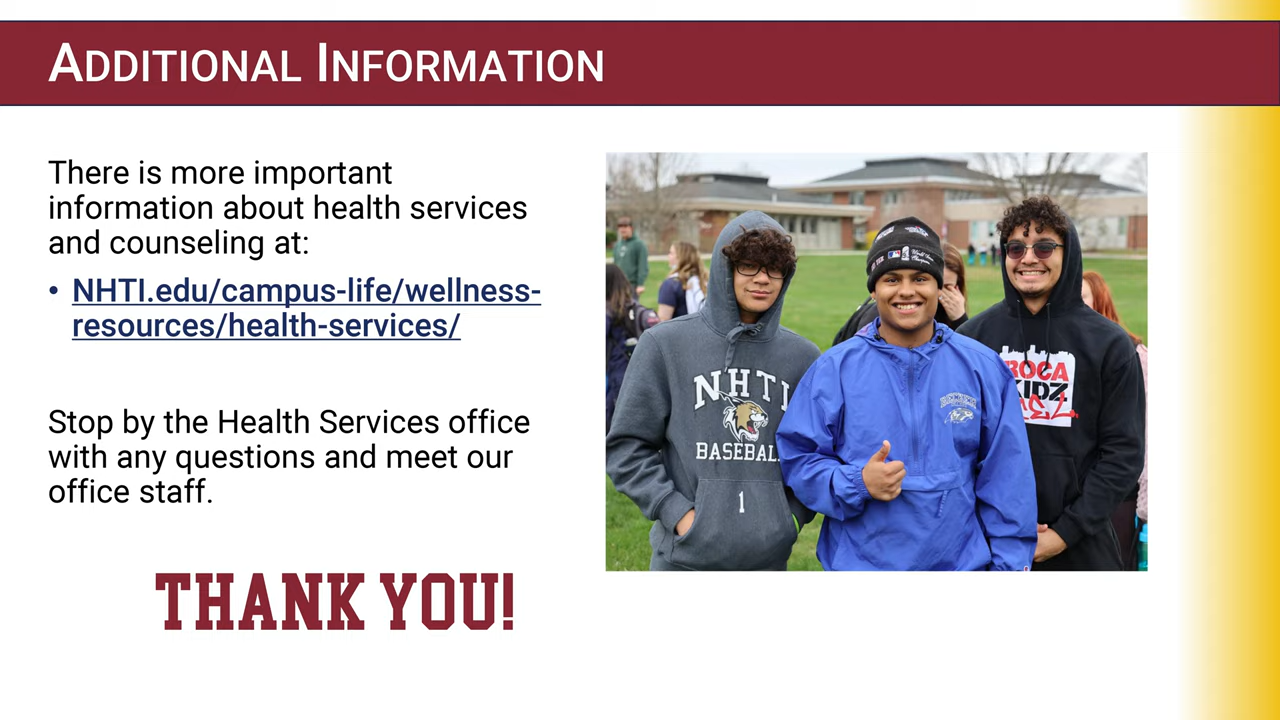 ADDITIONAL INFORMATION
There is more important
information about health services
and counseling at:
• NHTI.edu/campus-life/wellness-
resources/health-services/
Stop by the Health Services office
with any questions and meet our
office staff.
THANK YOU!
NHTI
BASEBAL
1
ROCA
KIDZ